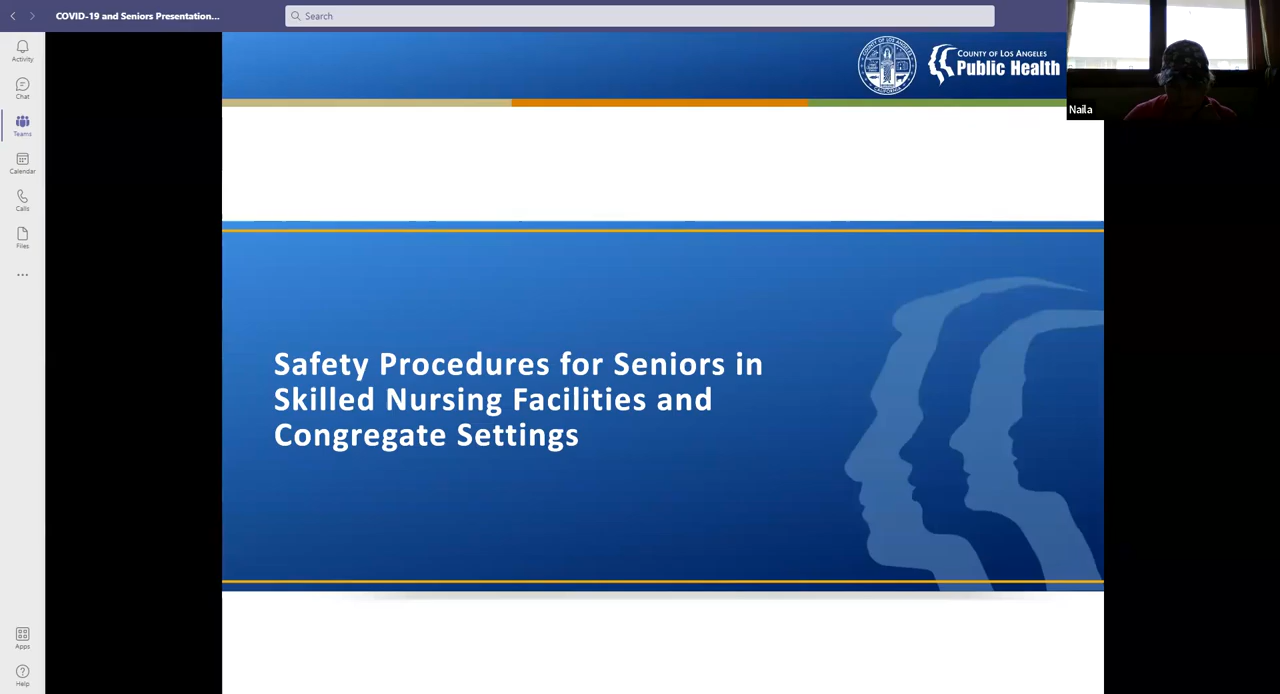 COVID-19 and Seniors Presentation...
Search
Activity
Chat
Teams
Calendar
Calls
Files
Apps
Help
COUNTY OF LOS ANGELES
Public Health
Naila
Safety Procedures for Seniors in
Skilled Nursing Facilities and
Congregate Settings